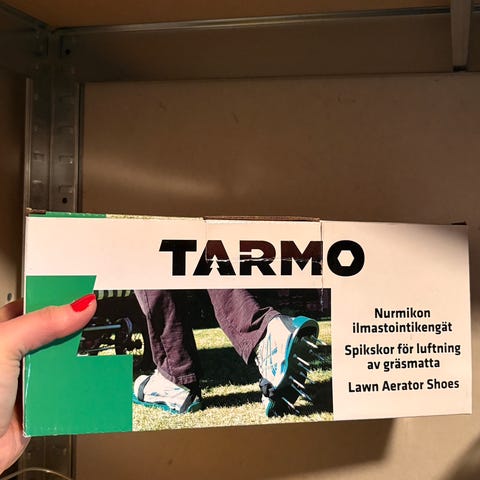 TARMO
Nurmikon
ilmastointikengät
Spikskor för luftning
av gräsmatta
Lawn Aerator Shoes